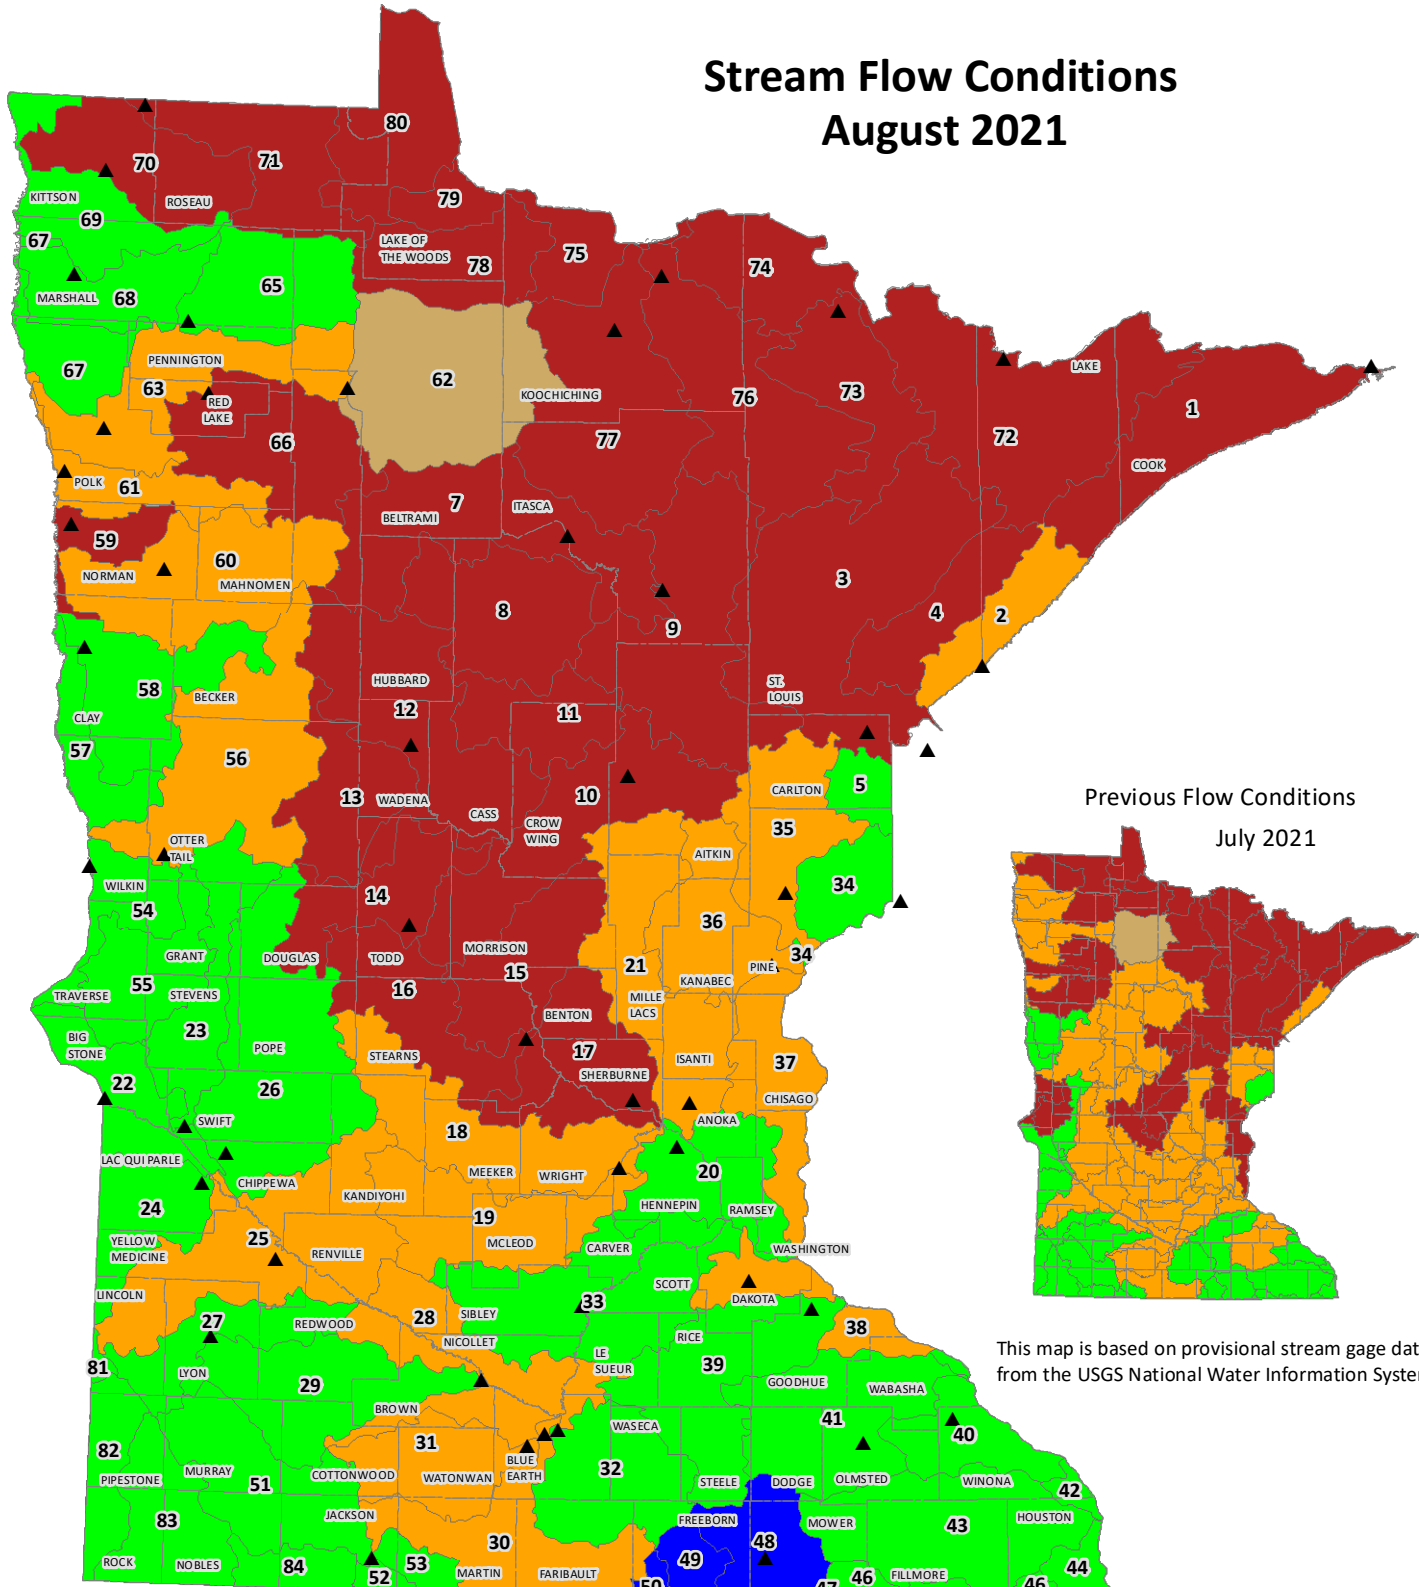 Stream Flow Conditions
August 2021
80
70
71
KITTSON
ROSEAU
79
69
67
LAKE OF
THE WOODS
78
75
74
65
MARSHALL
68
PENNINGTON
67
63
62
KOOCHICHING
LAKE
RED
LAKE
76
73
1
66
77
72
COOK
POLK
61
7
BELTRAMI
ITASCA
59
60
NORMAN
MAHNOMEN
3
8
9
4
2
58
BECKER
HUBBARD
ST.
LOUIS
CLAY
12
11
57
56
13
WADENA
10
CARLTON
5
CASS
CROW
WING
35
OTTER
TAIL
AITKIN
WILKIN
14
34
54
36
GRANT
DOUGLAS
TODD
MORRISON
15
21
PINE
34
55
TRAVERSE
STEVENS
16
KANABEC
MILLE
LACS
23
BENTON
BIG
STONE
POPE
STEARNS
17
ISANTI
37
22
26
SHERBURNE
CHISAGO
SWIFT
18
ANOKA
LAC QUI PARLE
MEEKER
WRIGHT
20
CHIPPEWA
KANDIYOHI
24
19
HENNEPIN
RAMSEY
YELLOW
MEDICINE
25
RENVILLE
MCLEOD
CARVER
WASHINGTON
LINCOLN
SCOTT
DAKOTA
27
REDWOOD
28
SIBLEY
33
38
NICOLLET
RICE
81
LYON
LE
SUEUR
39
29
GOODHUE
WABASHA
BROWN
41
40
82
31
WASECA
PIPESTONE
MURRAY
51
COTTONWOOD
WATONWAN
BLUE
EARTH
32
STEELE
DODGE
OLMSTED
WINONA
42
83
JACKSON
FREEBORN
MOWER
43
HOUSTON
30
48
ROCK
NOBLES
84
52
53
MARTIN
FARIBAULT
49
50
47
46
FILLMORE
44
46
Previous Flow Conditions
July 2021
This map is based on provisional stream gage dat
from the USGS National Water Information Syste